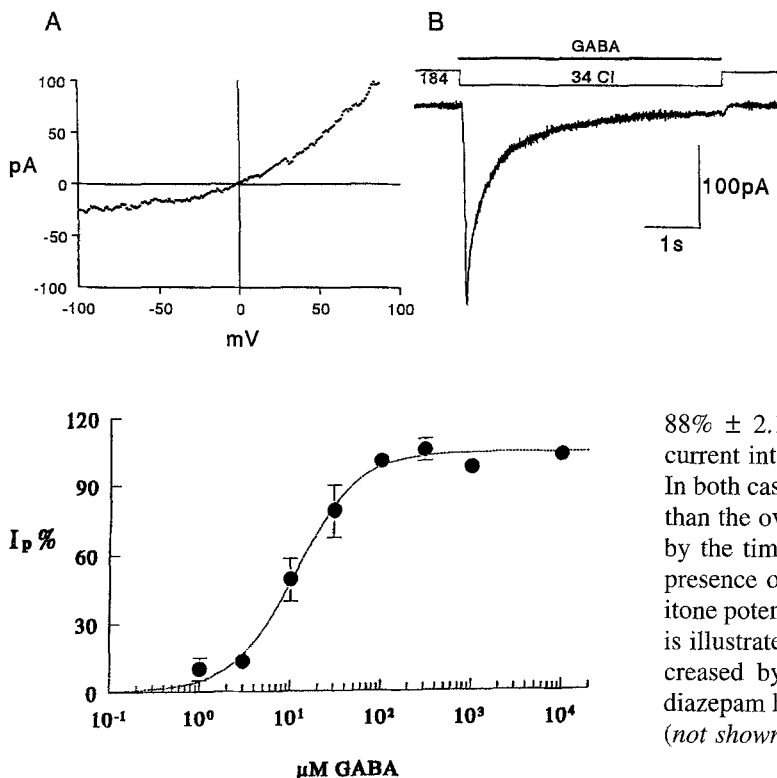 A
B
GABA
184
34 Cl
100
50
pA
0
-50
-100
-100
-50
0
50
100
mV
100pA
1s
120
90
60
30
0
Ip %
10-1
100
101
102
103
104
µM GABA
88% ± 2.
current int
In both cas
than the ov
by the tim
presence o
itone poten
is illustrate
creased by
diazepam l
(not shown